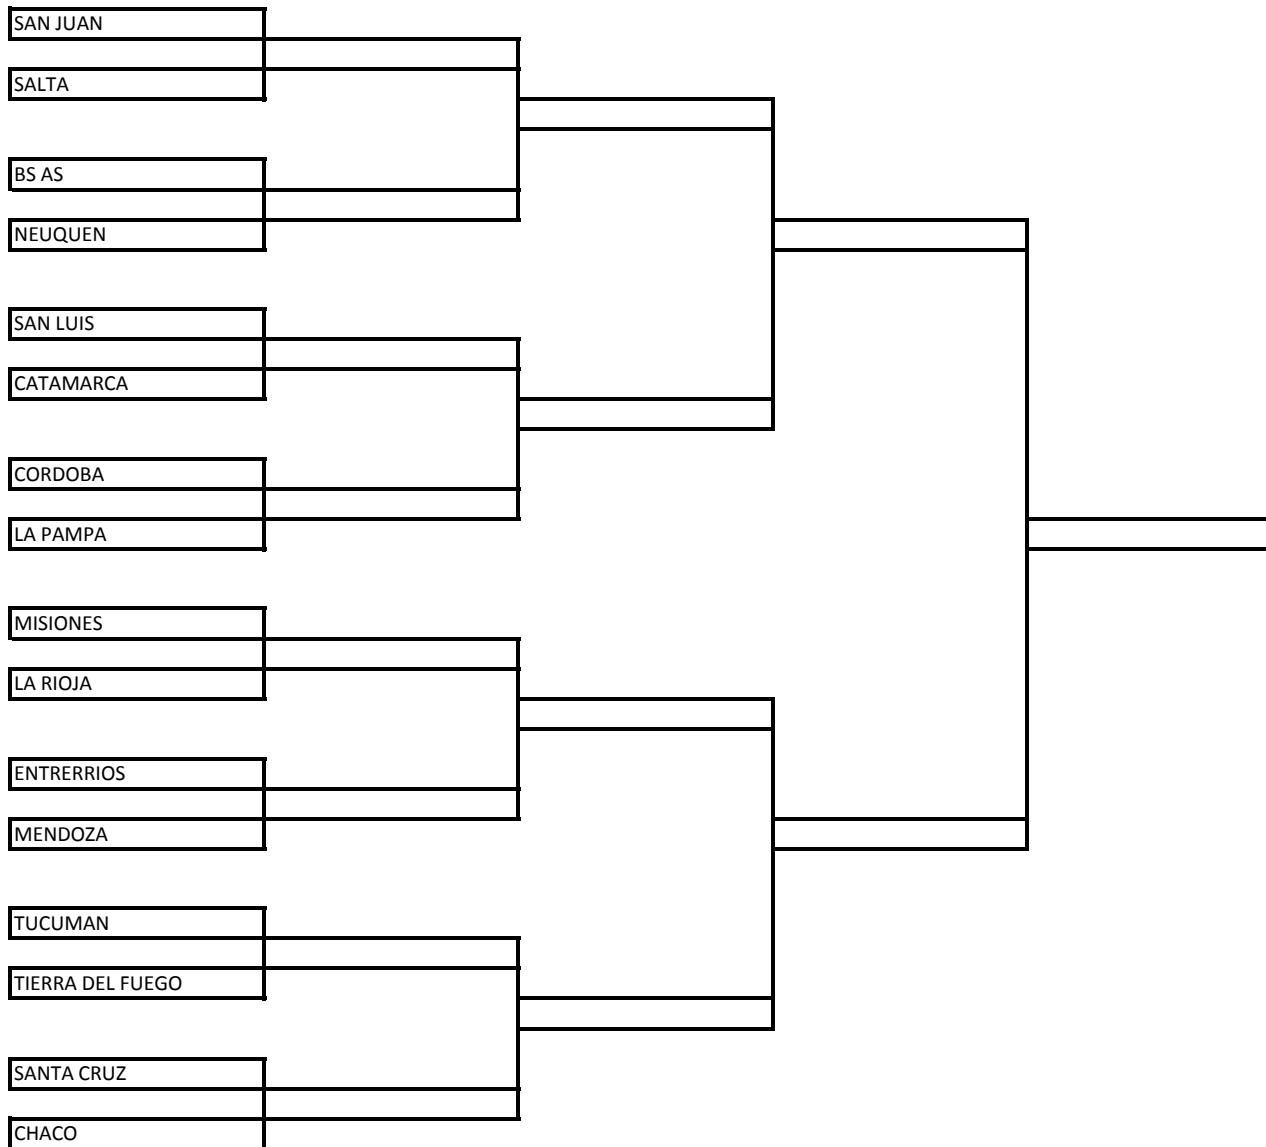 SAN JUAN
SALTA
BS AS
NEUQUEN
SAN LUIS
CATAMARCA
CORDOBA
LA PAMPA
MISIONES
LA RIOJA
ENTRERRIOS
MENDOZA
TUCUMAN
TIERRA DEL FUEGO
SANTA CRUZ
CHACO